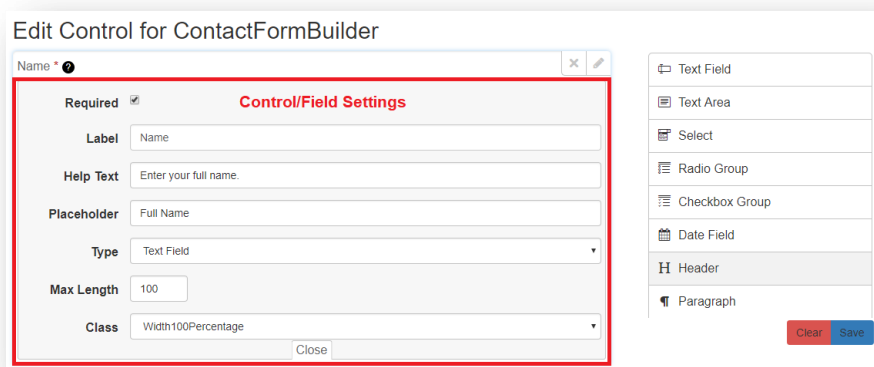 Edit Control for ContactFormBuilder
Name * ?
Required Control/Field Settings
Label Name
Help Text Enter your full name.
Placeholder Full Name
Type Text Field
Max Length 100
Class Width100Percentage
Close
Text Field
Text Area
Select
Radio Group
Checkbox Group
Date Field
H Header
¶ Paragraph
Clear Save